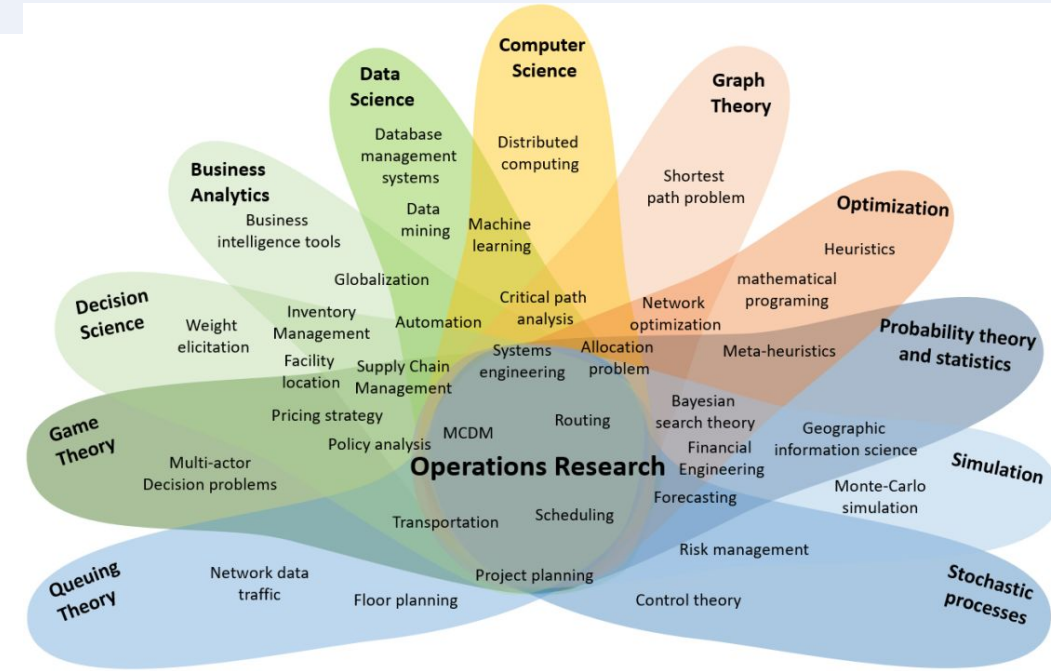 Computer
Science
Data
Science
Graph
Theory
Database
management
systems
Distributed
computing
Business
Analytics
Shortest
path problem
Business
intelligence tools
Data
mining
Machine
learning
Optimization
Heuristics
Globalization
mathematical
programing
Decision
Science
Weight
elicitation
Inventory
Management
Automation
Critical path
analysis
Network
optimization
Probability theory
and statistics
Facility
location
Supply Chain
Management
Systems
engineering
Allocation
problem
Meta-heuristics
Game
Theory
Pricing strategy
Policy analysis
MCDM
Routing
Bayesian
search theory
Geographic
information science
Multi-actor
Decision problems
Operations Research
Financial
Engineering
Simulation
Forecasting
Monte-Carlo
simulation
Transportation
Scheduling
Risk management
Queuing
Theory
Network data
traffic
Floor planning
Project planning
Control theory
Stochastic
processes